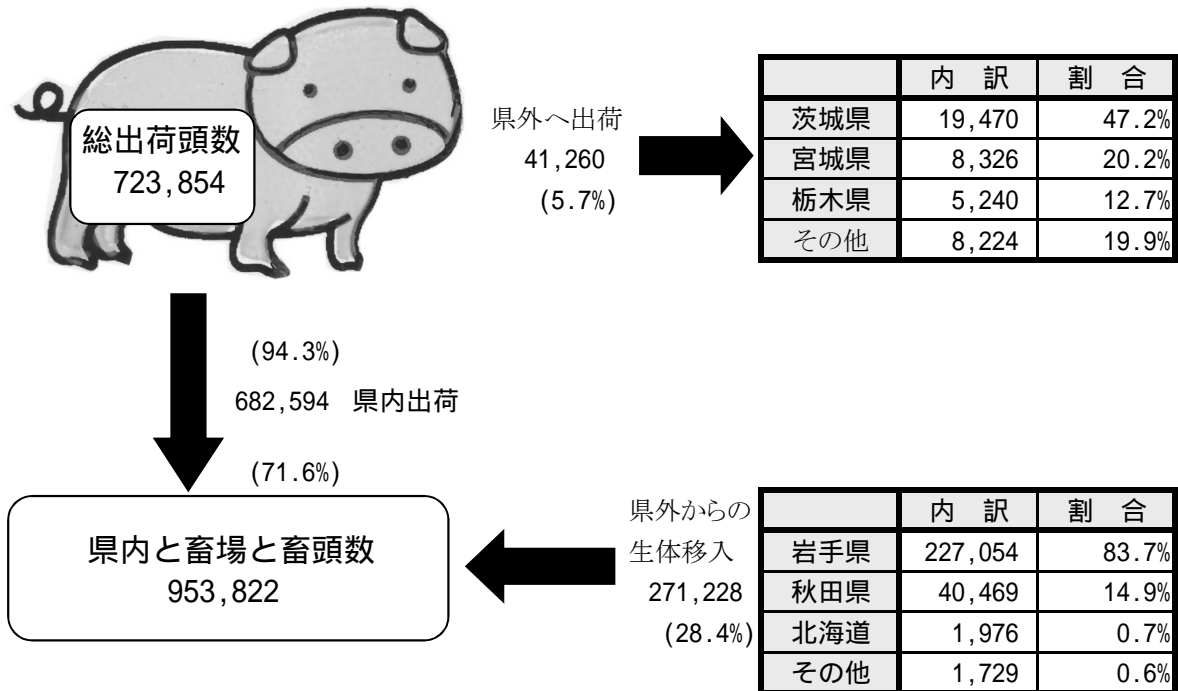 総出荷頭数
723,854
県外へ出荷
41,260
(5.7%)
内 訳 割 合
茨城県 19,470 47.2%
宮城県 8,326 20.2%
栃木県 5,240 12.7%
その他 8,224 19.9%
(94.3%)
682,594 県内出荷
(71.6%)
県内と畜場と畜頭数
953,822
県外からの
生体移入
271,228
(28.4%)
内 訳 割 合
岩手県 227,054 83.7%
秋田県 40,469 14.9%
北海道 1,976 0.7%
その他 1,729 0.6%